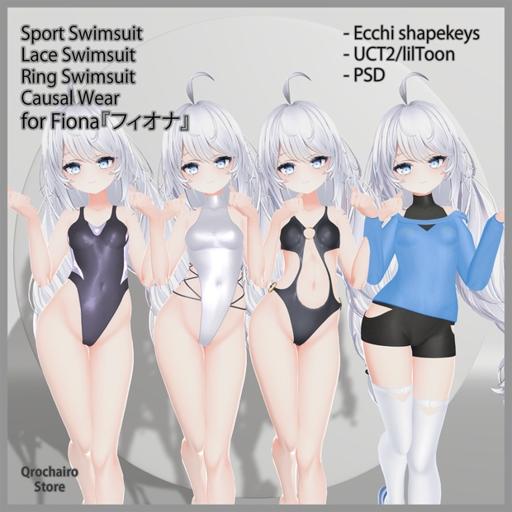 Sport Swimsuit
Lace Swimsuit
Ring Swimsuit
Causal Wear
for Fiona『フィオナ』
- Ecchi shapekeys
- UCT2/lilToon
- PSD
Qrochairo
Store